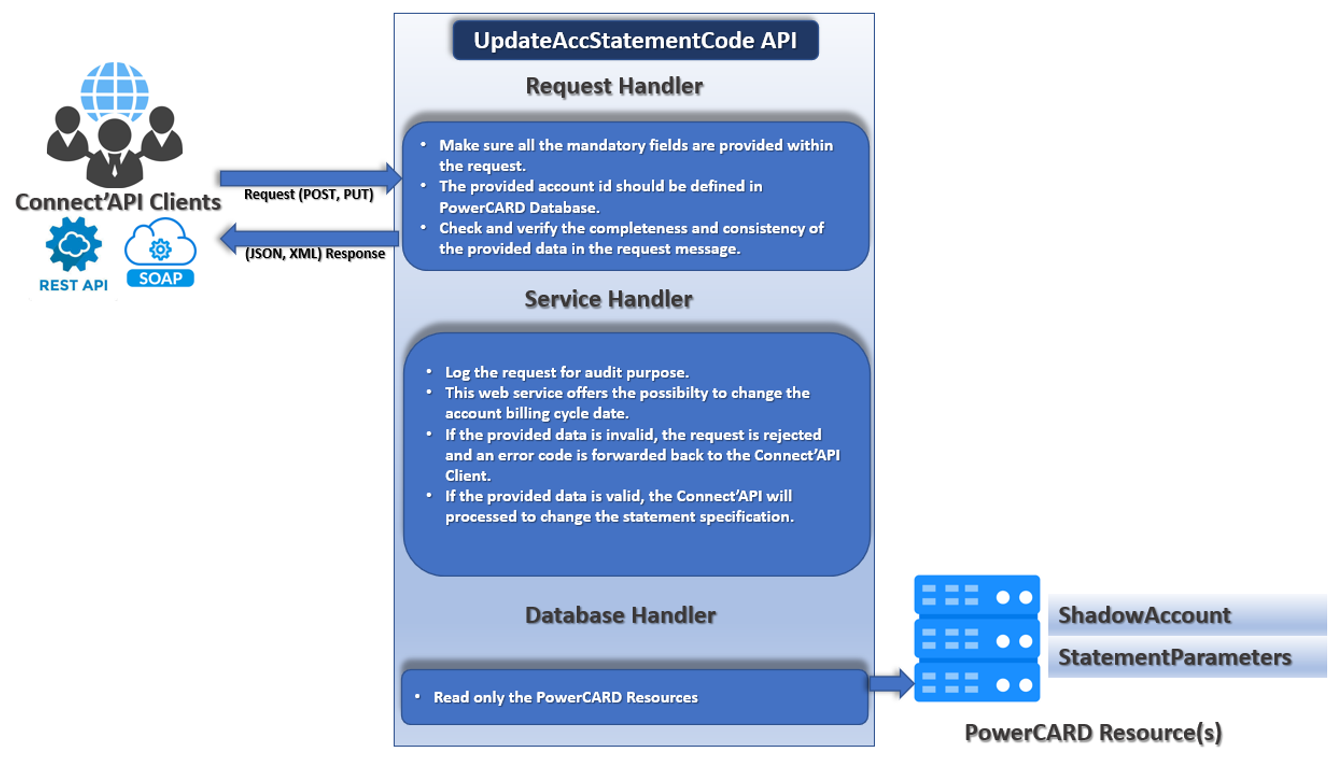 UpdateAccStatementCode API
Request Handler
• Make sure all the mandatory fields are provided within
the request.
• The provided account id should be defined in
PowerCARD Database.
• Check and verify the completeness and consistency of
the provided data in the request message.
Connect'API Clients
Request (POST, PUT)
(JSON, XML) Response
REST API
SOAP
Service Handler
• Log the request for audit purpose.
• This web service offers the possibilty to change the
account billing cycle date.
• If the provided data is invalid, the request is rejected
and an error code is forwarded back to the Connect'API
Client.
• If the provided data is valid, the Connect'API will
processed to change the statement specification.
Database Handler
• Read only the PowerCARD Resources
ShadowAccount
StatementParameters
PowerCARD Resource(s)